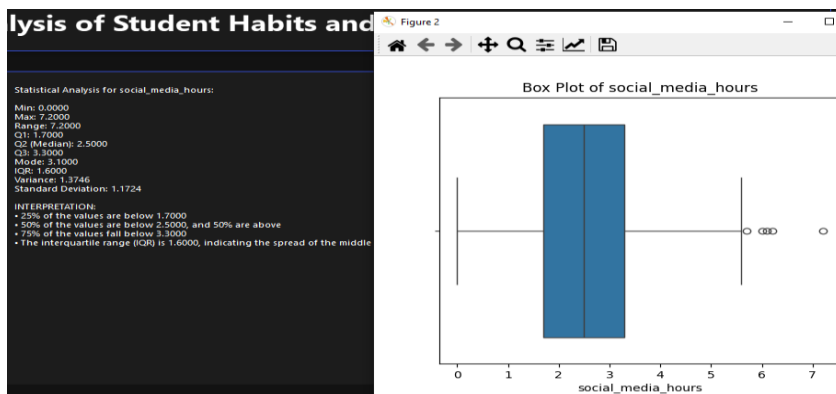 lysis of Student Habits and
Statistical Analysis for social_media_hours:
Min: 0.0000
Max: 7.2000
Range: 7.2000
Q1: 1.7000
Q2 (Median): 2.5000
Q3: 3.3000
Mode: 3.1000
IQR: 1.6000
Variance: 1.3746
Standard Deviation: 1.1724
INTERPRETATION:
• 25% of the values are below 1.7000
• 50% of the values are below 2.5000, and 50% are above
• 75% of the values fall below 3.3000
• The interquartile range (IQR) is 1.6000, indicating the spread of the middle
Figure 2
Box Plot of social_media_hours
0 1 2 3 4 5 6 7
social_media_hours